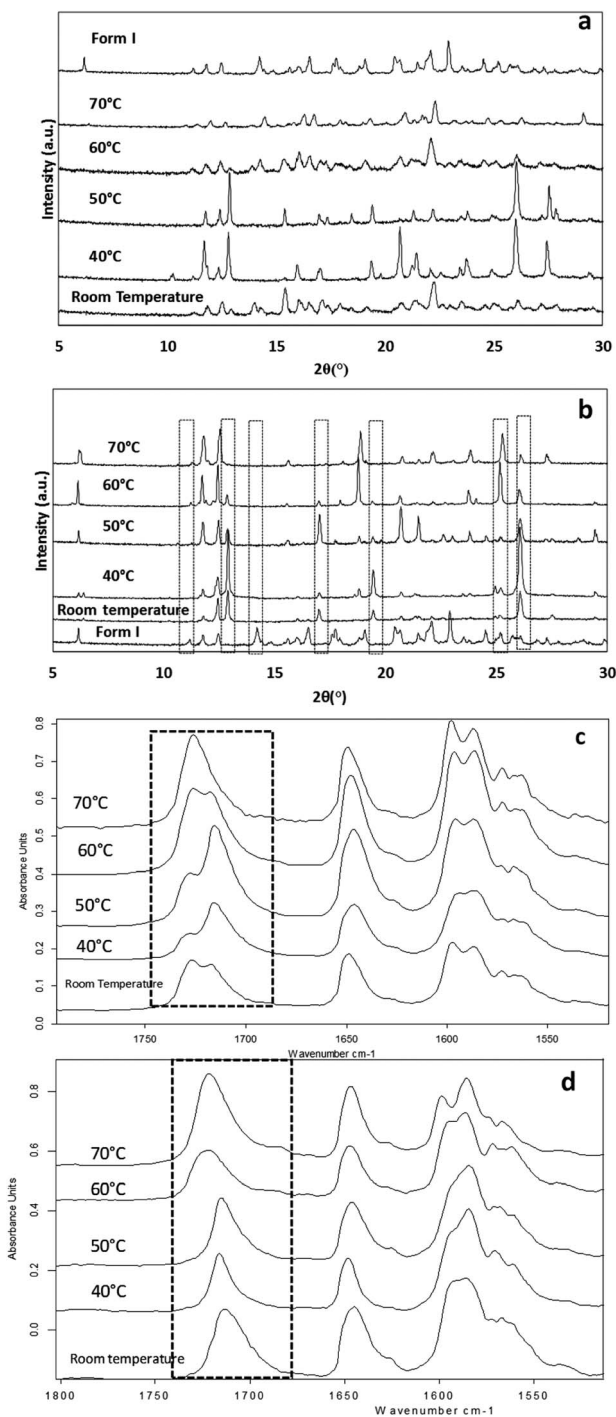 a
Form I
70°C
60°C
50°C
40°C
Room Temperature
Intensity (a.u.)
5 10 15 20 25 30
2θ(°)
b
70°C
60°C
50°C
40°C
Room temperature
Form I
Intensity (a.u.)
5 10 15 20 25 30
2θ(°)
c
0.8
0.7
0.6
0.5
0.4
0.3
0.2
0.1
0.0
Absorbance Units
70°C
60°C
50°C
40°C
Room Temperature
1750 1700 1650 1600 1550
Wavenumber cm-1
d
0.8
0.6
0.4
0.2
0.0
Absorbance Units
70°C
60°C
50°C
40°C
Room temperature
1800 1750 1700 1650 1600 1550
Wavenumber cm-1